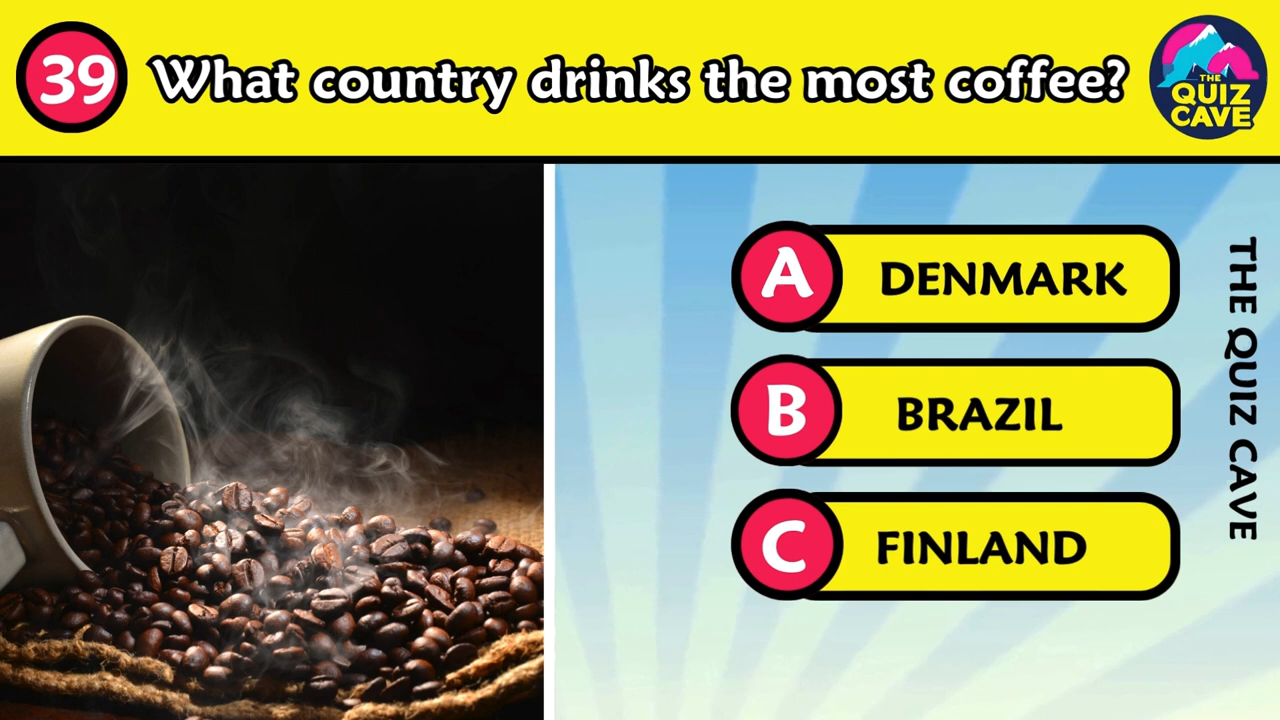 39
What country drinks the most coffee?
THE
QUIZ
CAVE
A
DENMARK
B
BRAZIL
C
FINLAND
THE QUIZ CAVE